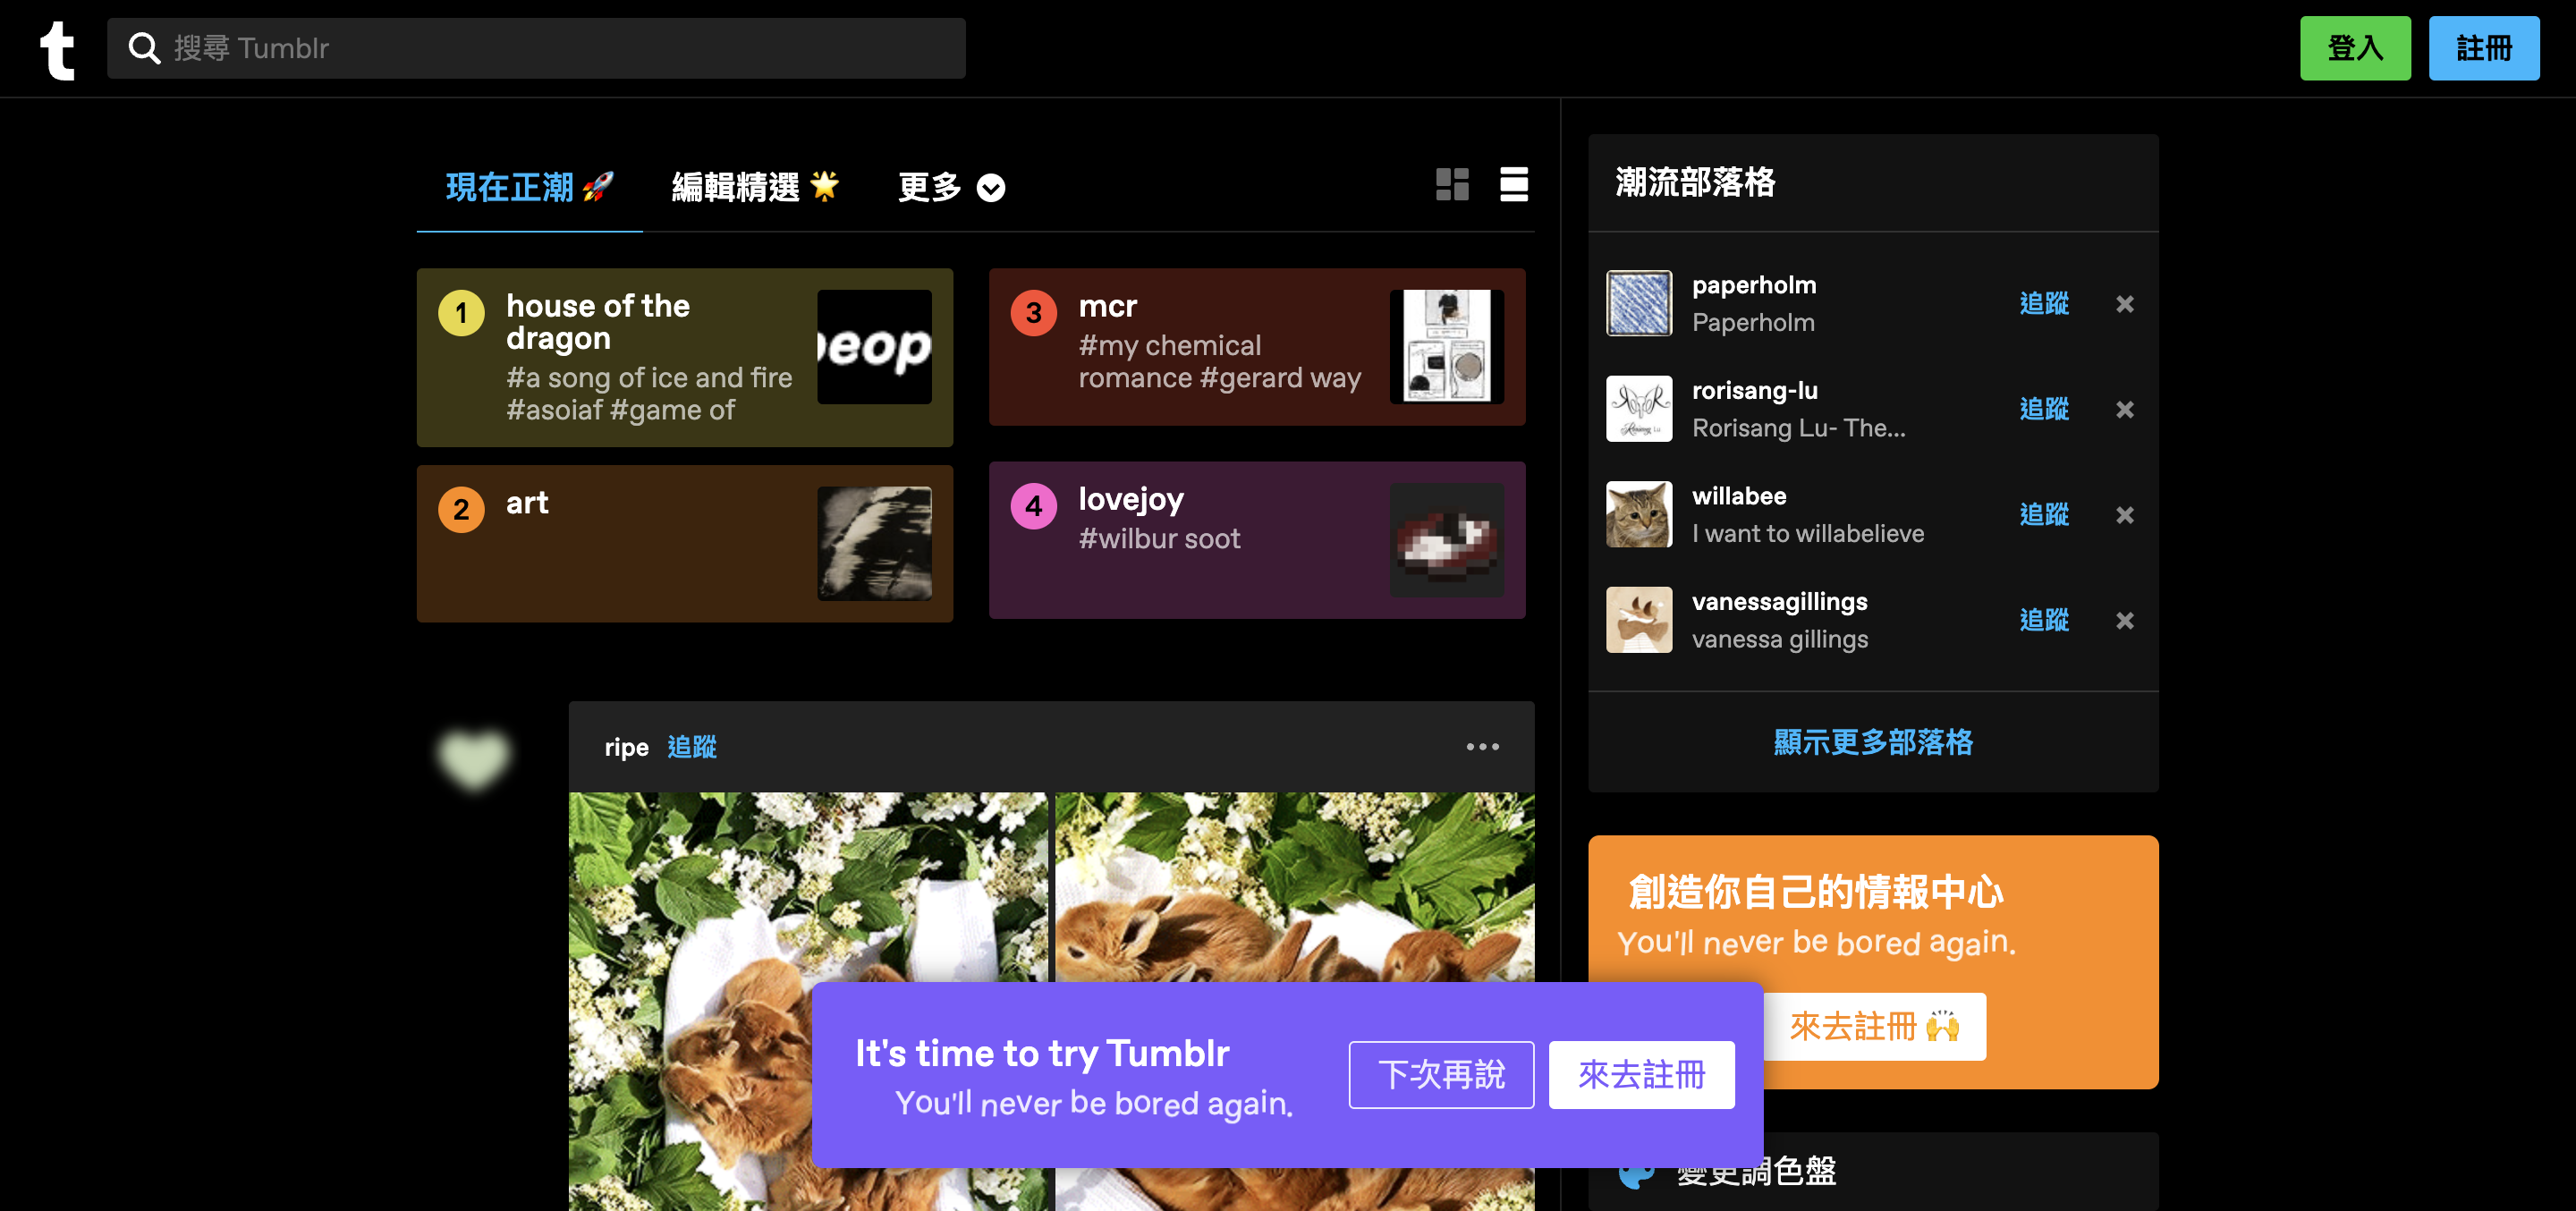 t
搜尋 Tumblr
登入
註冊
現在正潮 🚀
編輯精選 🌟
更多
1
house of the
dragon
#a song of ice and fire
#asoiaf #game of
eop
2
art
3
mcr
#my chemical
romance #gerard way
4
lovejoy
#wilbur soot
ripe 追蹤
潮流部落格
paperholm
Paperholm
追蹤
rorisang-lu
Rorisang Lu- The...
追蹤
willabee
I want to willabelieve
追蹤
vanessagillings
vanessa gillings
追蹤
顯示更多部落格
創造你自己的情報中心
You'll never be bored again.
來去註冊 🙌
It's time to try Tumblr
You'll never be bored again.
下次再說
來去註冊
變更調色盤